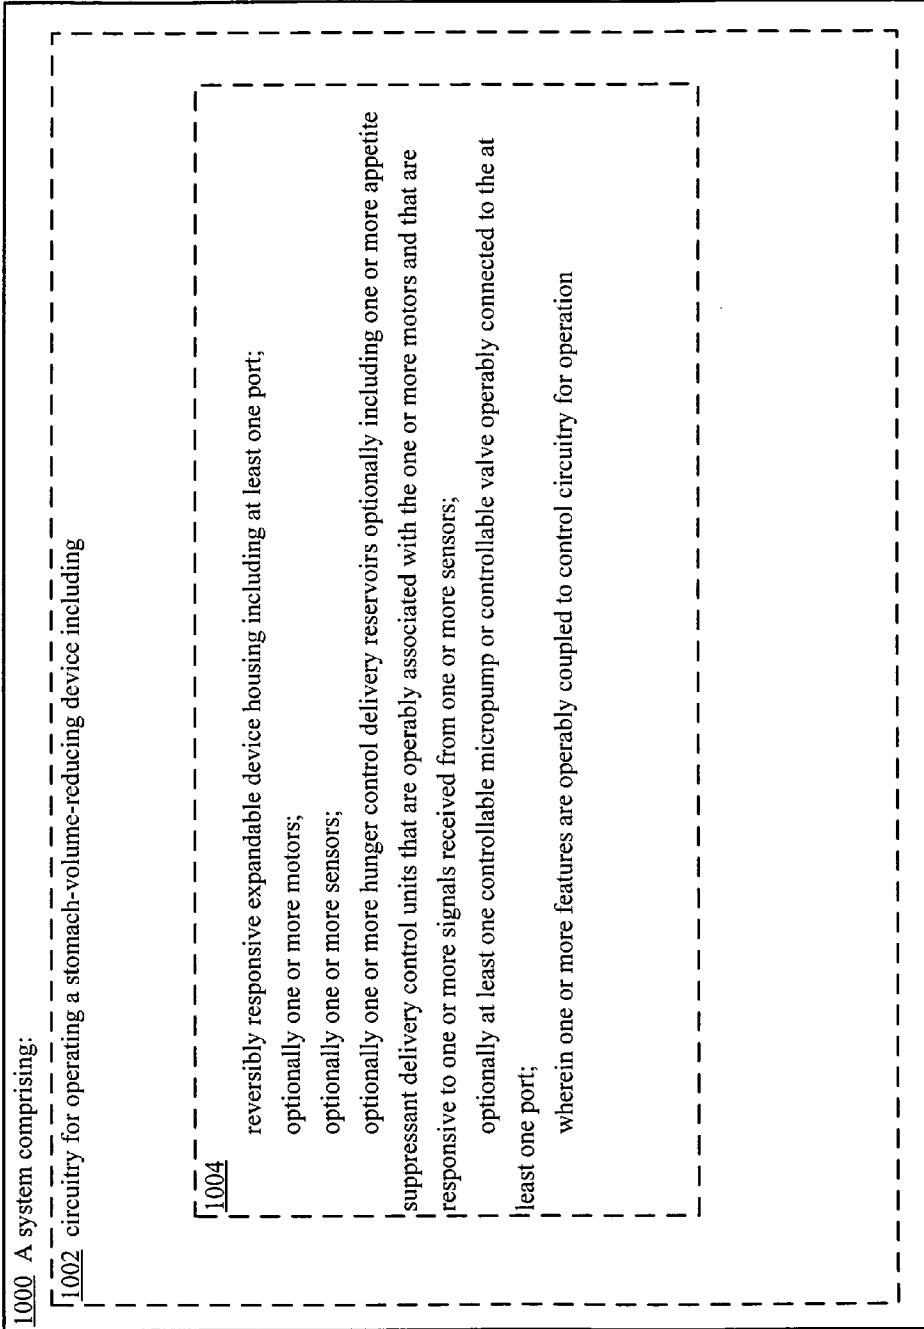 1000 A system comprising:
1002 circuitry for operating a stomach-volume-reducing device including
1004
reversibly responsive expandable device housing including at least one port;
optionally one or more motors;
optionally one or more sensors;
optionally one or more hunger control delivery reservoirs optionally including one or more appetite
suppressant delivery control units that are operably associated with the one or more motors and that are
responsive to one or more signals received from one or more sensors;
optionally at least one controllable micropump or controllable valve operably connected to the at
least one port;
wherein one or more features are operably coupled to control circuitry for operation